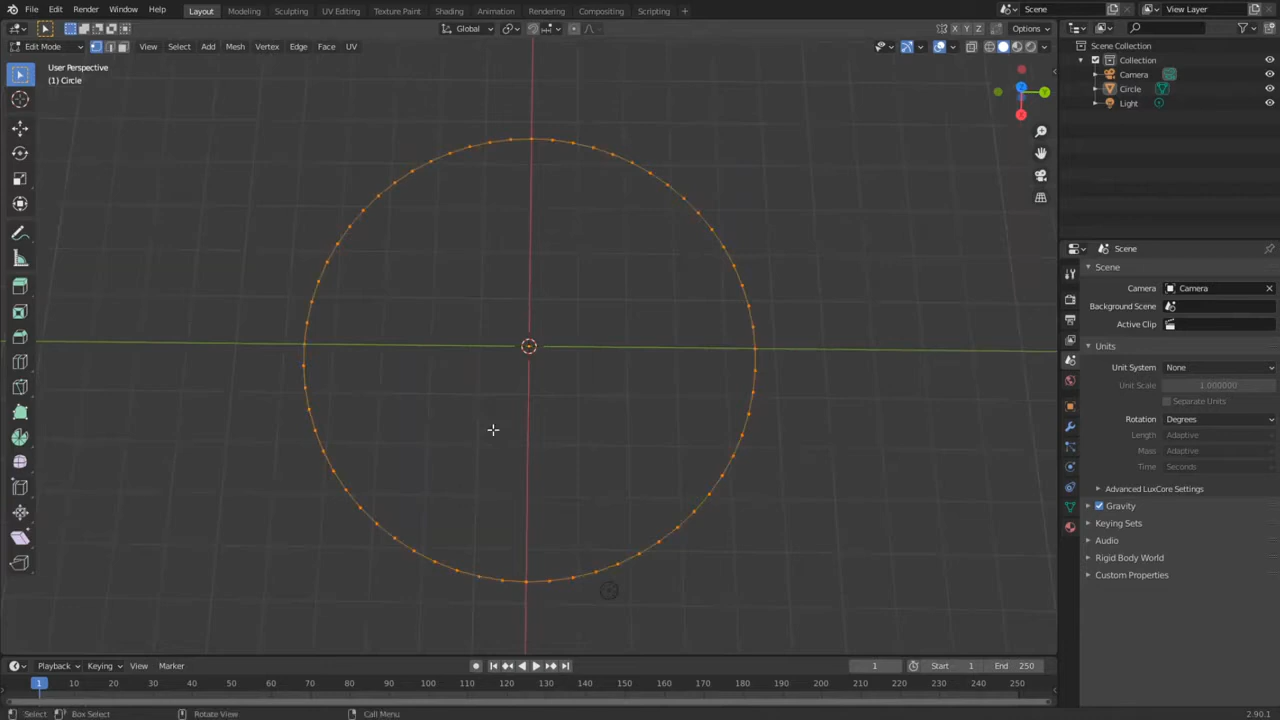 File Edit Render Window Help Layout Modeling Sculpting UV Editing Texture Paint Shading Animation Rendering Compositing Scripting + Scene View Layer
Global Options
Edit Mode View Select Add Mesh Vertex Edge Face UV
User Perspective
(1) Circle
X Y Z
Z
Y
X
Scene Collection
Collection
Camera
Circle
Light
Scene
Scene
Camera Camera
Background Scene
Active Clip
Units
Unit System None
Unit Scale 1.000000
Separate Units
Rotation Degrees
Length Adaptive
Mass Adaptive
Time Seconds
Advanced LuxCore Settings
Gravity
Keying Sets
Audio
Rigid Body World
Custom Properties
Playback Keying View Marker 1 Start 1 End 250
1 10 20 30 40 50 60 70 80 90 100 110 120 130 140 150 160 170 180 190 200 210 220 230 240 250
Select Box Select Rotate View Call Menu 2.90.1